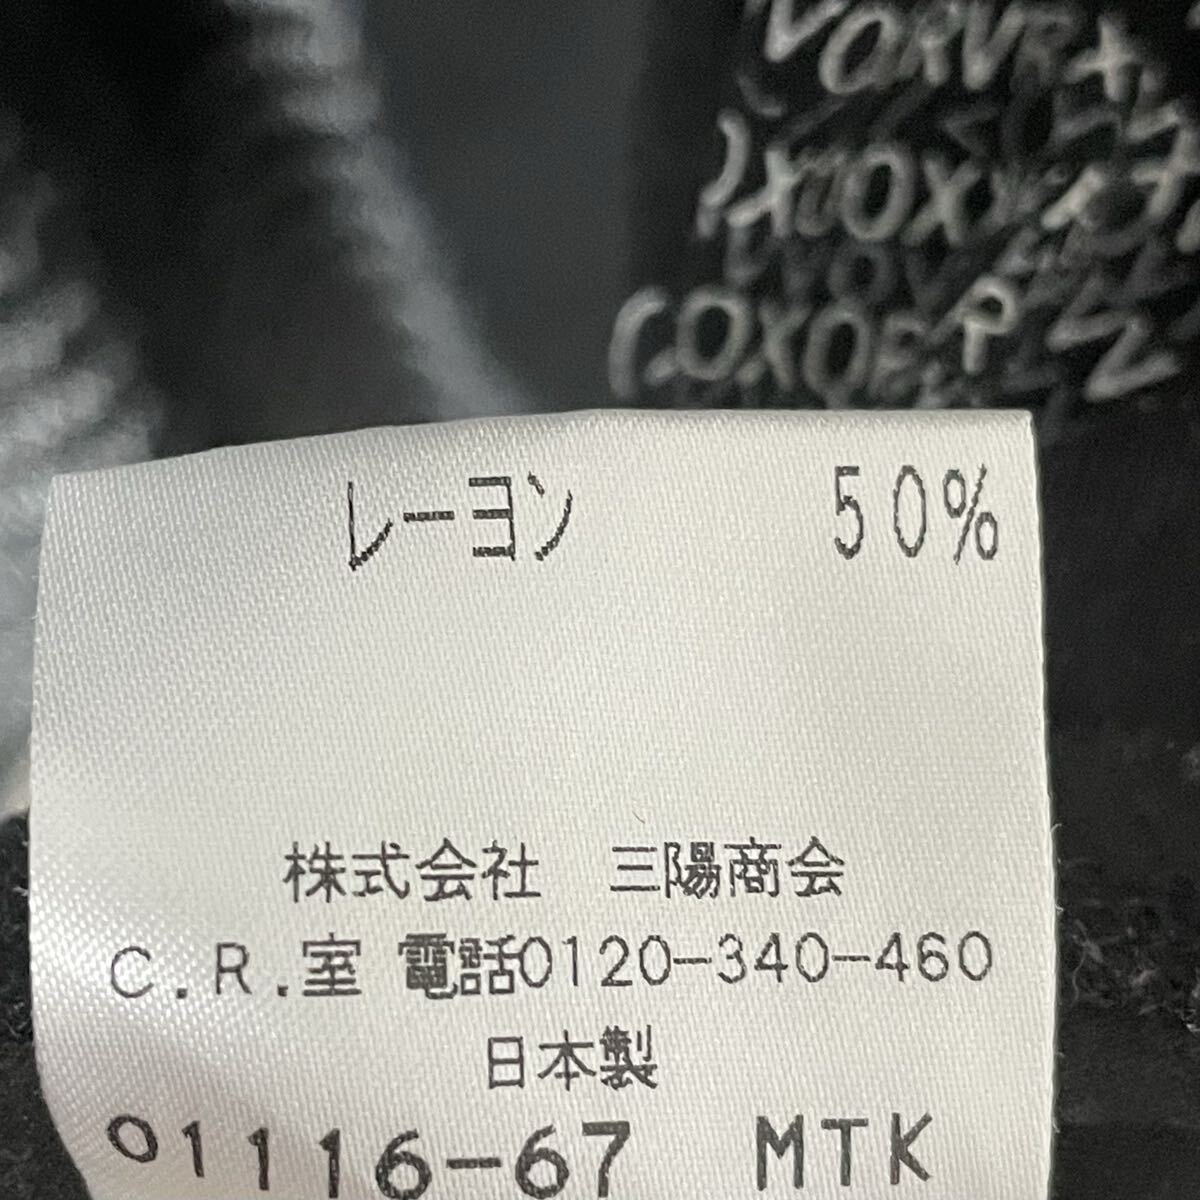 レーヨン 50%
株式会社 三陽商会
C.R.室 電話0120-340-460
日本製
01116-67 MTK